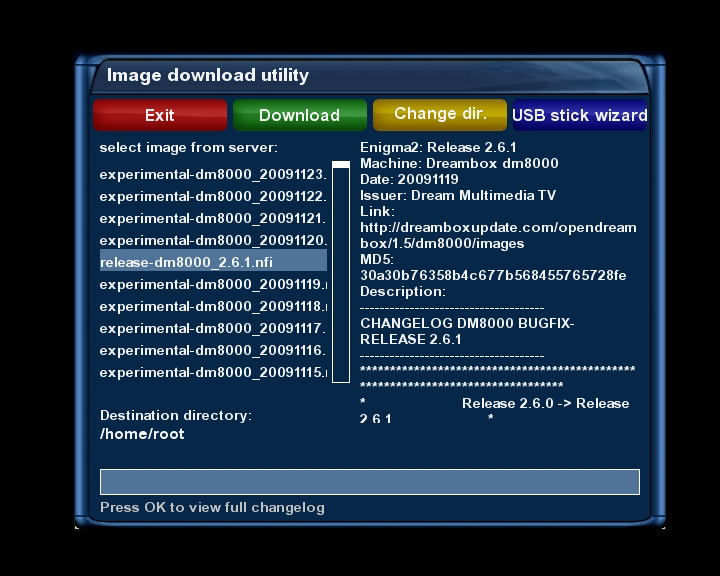 Image download utility
Exit
Download
Change dir.
USB stick wizard
select image from server:
experimental-dm8000_20091123.
experimental-dm8000_20091122.
experimental-dm8000_20091121.
experimental-dm8000_20091120.
release-dm8000_2.6.1.nfi
experimental-dm8000_20091119.
experimental-dm8000_20091118.
experimental-dm8000_20091117.
experimental-dm8000_20091116.
experimental-dm8000_20091115.
Destination directory:
/home/root
Enigma2: Release 2.6.1
Machine: Dreambox dm8000
Date: 20091119
Issuer: Dream Multimedia TV
Link:
http://dreamboxupdate.com/opendream
box/1.5/dm8000/images
MD5:
30a30b76358b4c677b568455765728fe
Description:
-------------------------------------
CHANGELOG DM8000 BUGFIX-
RELEASE 2.6.1
-------------------------------------
**********************************************
**********************************
* Release 2.6.0 -> Release
2.6.1 *
Press OK to view full changelog